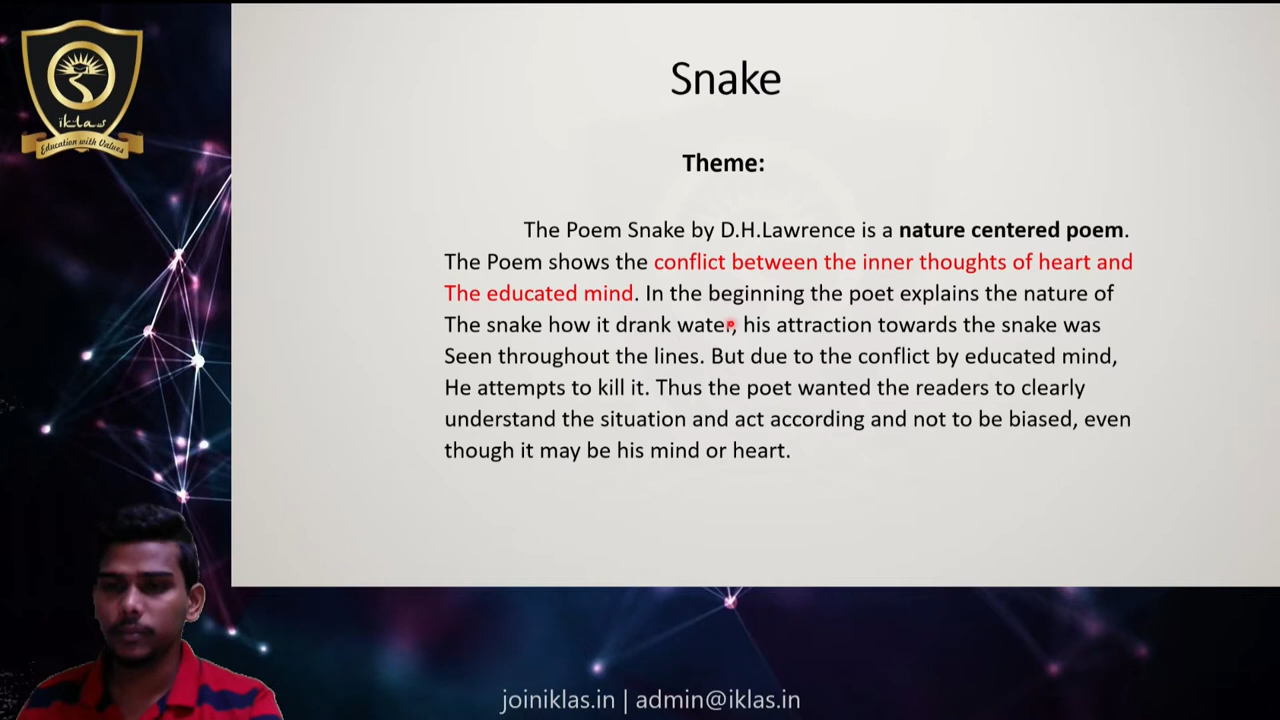 iklas
Education with Values
Snake
Theme:
The Poem Snake by D.H.Lawrence is a nature centered poem.
The Poem shows the conflict between the inner thoughts of heart and
The educated mind. In the beginning the poet explains the nature of
The snake how it drank water, his attraction towards the snake was
Seen throughout the lines. But due to the conflict by educated mind,
He attempts to kill it. Thus the poet wanted the readers to clearly
understand the situation and act according and not to be biased, even
though it may be his mind or heart.
joiniklas.in | admin@iklas.in